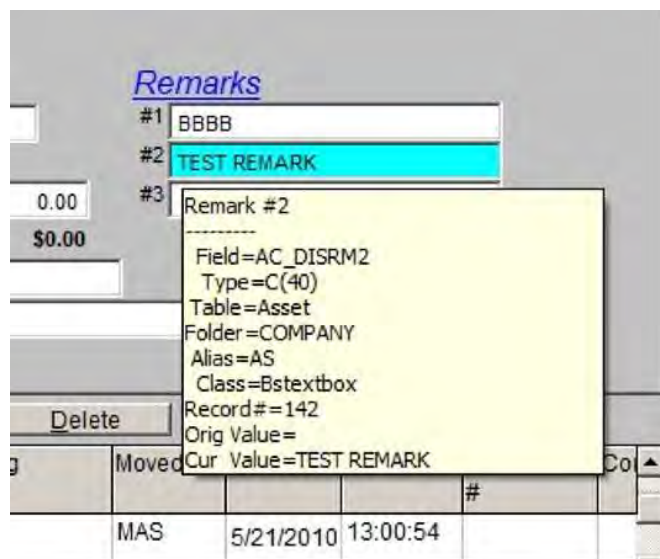 Remarks
#1 BBBB
#2 TEST REMARK
0.00 #3
$0.00
Remark #2
---------
Field=AC_DISRM2
Type=C(40)
Table=Asset
Folder=COMPANY
Alias=AS
Class=Bstextbox
Record#=142
Orig Value=
Cur Value=TEST REMARK
Delete
Moved
#
MAS 5/21/2010 13:00:54